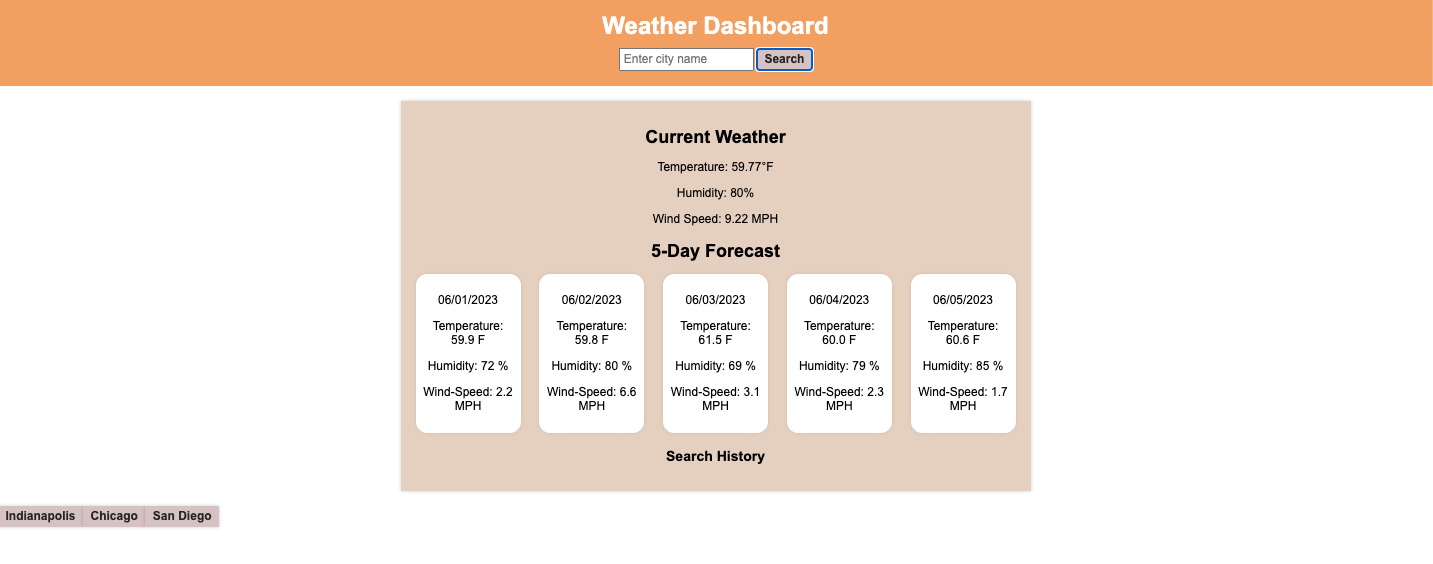 Weather Dashboard
Enter city name Search
Current Weather
Temperature: 59.77°F
Humidity: 80%
Wind Speed: 9.22 MPH
5-Day Forecast
06/01/2023
Temperature:
59.9 F
Humidity: 72 %
Wind-Speed: 2.2
MPH
06/02/2023
Temperature:
59.8 F
Humidity: 80 %
Wind-Speed: 6.6
MPH
06/03/2023
Temperature:
61.5 F
Humidity: 69 %
Wind-Speed: 3.1
MPH
06/04/2023
Temperature:
60.0 F
Humidity: 79 %
Wind-Speed: 2.3
MPH
06/05/2023
Temperature:
60.6 F
Humidity: 85 %
Wind-Speed: 1.7
MPH
Search History
Indianapolis Chicago San Diego